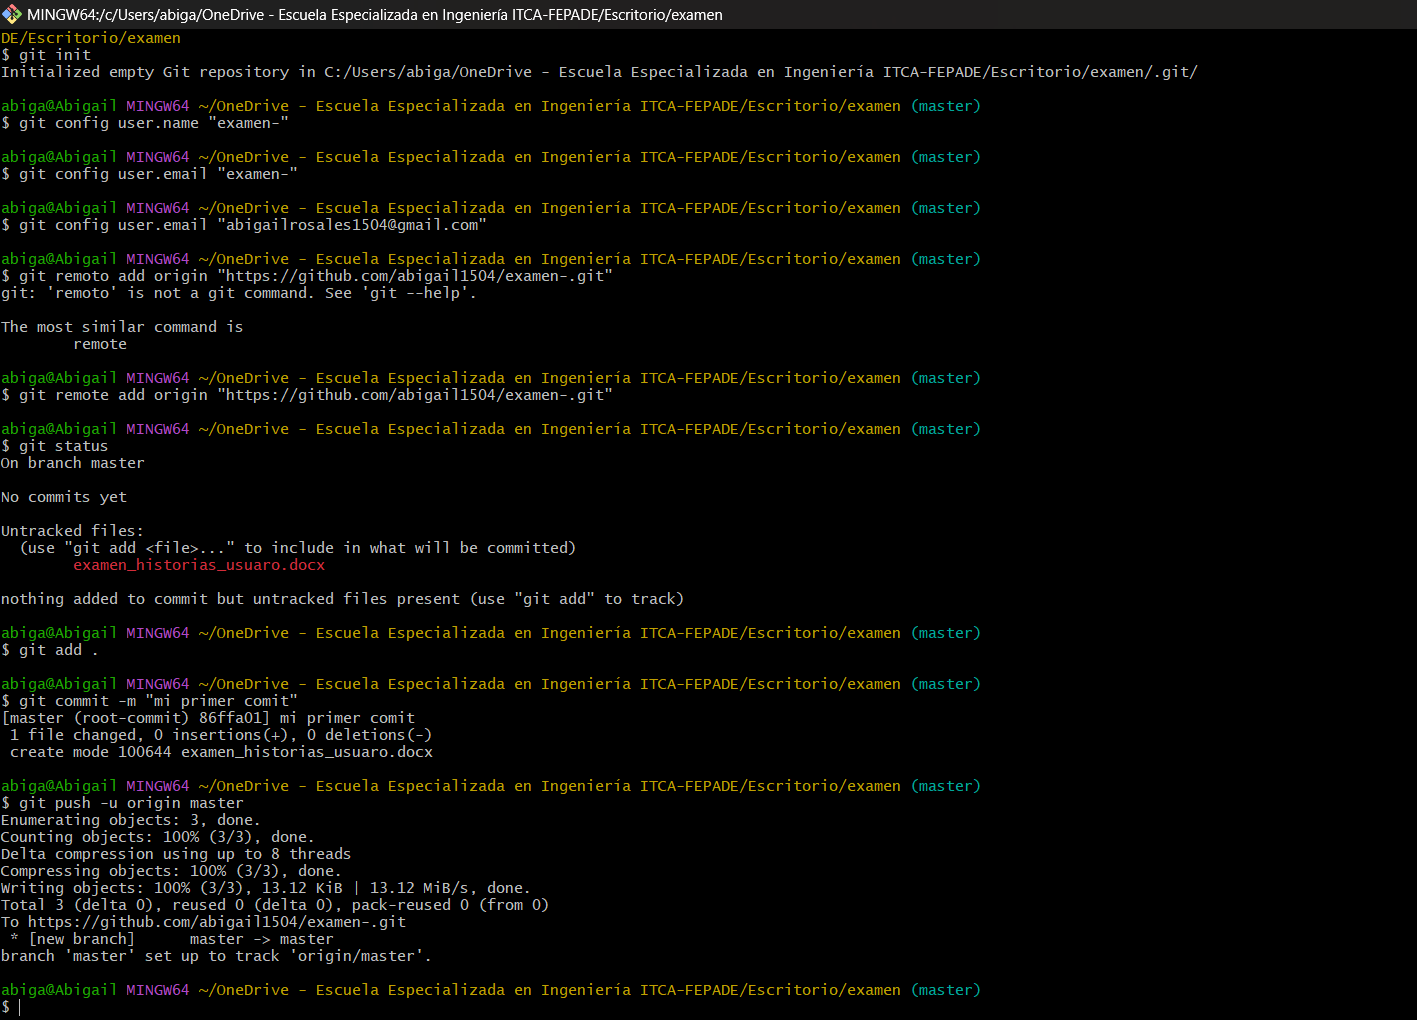 MINGW64:/c/Users/abiga/OneDrive - Escuela Especializada en Ingeniería ITCA-FEPADE/Escritorio/examen
DE/Escritorio/examen
$ git init
Initialized empty Git repository in C:/Users/abiga/OneDrive - Escuela Especializada en Ingeniería ITCA-FEPADE/Escritorio/examen/.git/

abiga@Abigail MINGW64 ~/OneDrive - Escuela Especializada en Ingeniería ITCA-FEPADE/Escritorio/examen (master)
$ git config user.name "examen-"

abiga@Abigail MINGW64 ~/OneDrive - Escuela Especializada en Ingeniería ITCA-FEPADE/Escritorio/examen (master)
$ git config user.email "examen-"

abiga@Abigail MINGW64 ~/OneDrive - Escuela Especializada en Ingeniería ITCA-FEPADE/Escritorio/examen (master)
$ git config user.email "abigailrosales1504@gmail.com"

abiga@Abigail MINGW64 ~/OneDrive - Escuela Especializada en Ingeniería ITCA-FEPADE/Escritorio/examen (master)
$ git remoto add origin "https://github.com/abigail1504/examen-.git"
git: 'remoto' is not a git command. See 'git --help'.

The most similar command is
        remote

abiga@Abigail MINGW64 ~/OneDrive - Escuela Especializada en Ingeniería ITCA-FEPADE/Escritorio/examen (master)
$ git remote add origin "https://github.com/abigail1504/examen-.git"

abiga@Abigail MINGW64 ~/OneDrive - Escuela Especializada en Ingeniería ITCA-FEPADE/Escritorio/examen (master)
$ git status
On branch master

No commits yet

Untracked files:
  (use "git add <file>..." to include in what will be committed)
        examen_historias_usuaro.docx

nothing added to commit but untracked files present (use "git add" to track)

abiga@Abigail MINGW64 ~/OneDrive - Escuela Especializada en Ingeniería ITCA-FEPADE/Escritorio/examen (master)
$ git add .

abiga@Abigail MINGW64 ~/OneDrive - Escuela Especializada en Ingeniería ITCA-FEPADE/Escritorio/examen (master)
$ git commit -m "mi primer comit"
[master (root-commit) 86ffa01] mi primer comit
 1 file changed, 0 insertions(+), 0 deletions(-)
 create mode 100644 examen_historias_usuaro.docx

abiga@Abigail MINGW64 ~/OneDrive - Escuela Especializada en Ingeniería ITCA-FEPADE/Escritorio/examen (master)
$ git push -u origin master
Enumerating objects: 3, done.
Counting objects: 100% (3/3), done.
Delta compression using up to 8 threads
Compressing objects: 100% (3/3), done.
Writing objects: 100% (3/3), 13.12 KiB | 13.12 MiB/s, done.
Total 3 (delta 0), reused 0 (delta 0), pack-reused 0 (from 0)
To https://github.com/abigail1504/examen-.git
 * [new branch]      master -> master
branch 'master' set up to track 'origin/master'.

abiga@Abigail MINGW64 ~/OneDrive - Escuela Especializada en Ingeniería ITCA-FEPADE/Escritorio/examen (master)
$